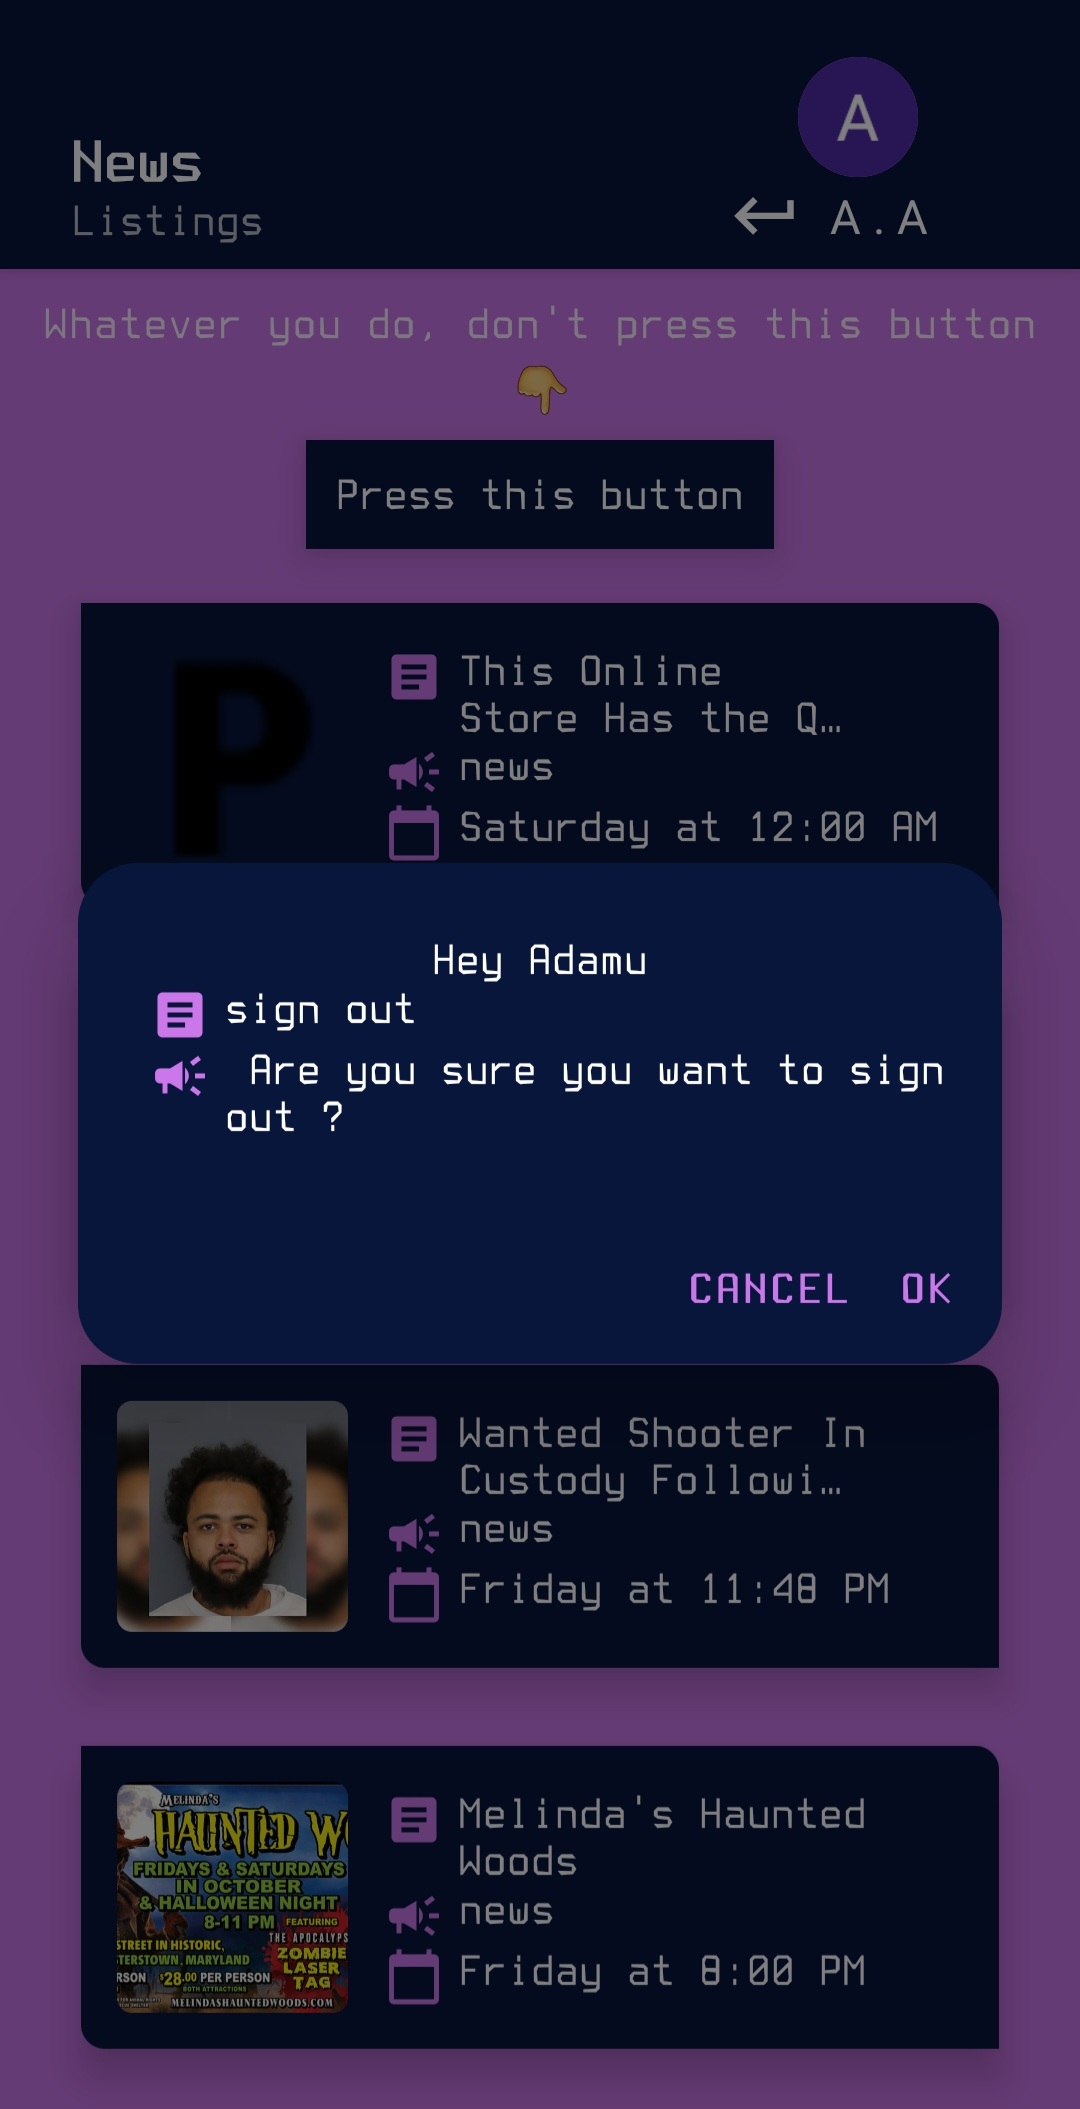 A
News
Listings
A.A
Whatever you do, don't press this button
👇
Press this button
P
This Online
Store Has the Q…
news
Saturday at 12:00 AM
Hey Adamu
sign out
Are you sure you want to sign
out ?
CANCEL OK
Wanted Shooter In
Custody Followi…
news
Friday at 11:48 PM
MELINDA'S
HAUNTED W
FRIDAYS & SATURDAYS
IN OCTOBER
& HALLOWEEN NIGHT
8-11 PM FEATURING
THE APOCALYPS
STREET IN HISTORIC,
ZOMBIE
TERSTOWN, MARYLAND
LASER
RSON $28.00 PER PERSON
TAG
BOTH ATTRACTIONS
MELINDASHAUNTEDWOODS.COM
Melinda's Haunted
Woods
news
Friday at 8:00 PM